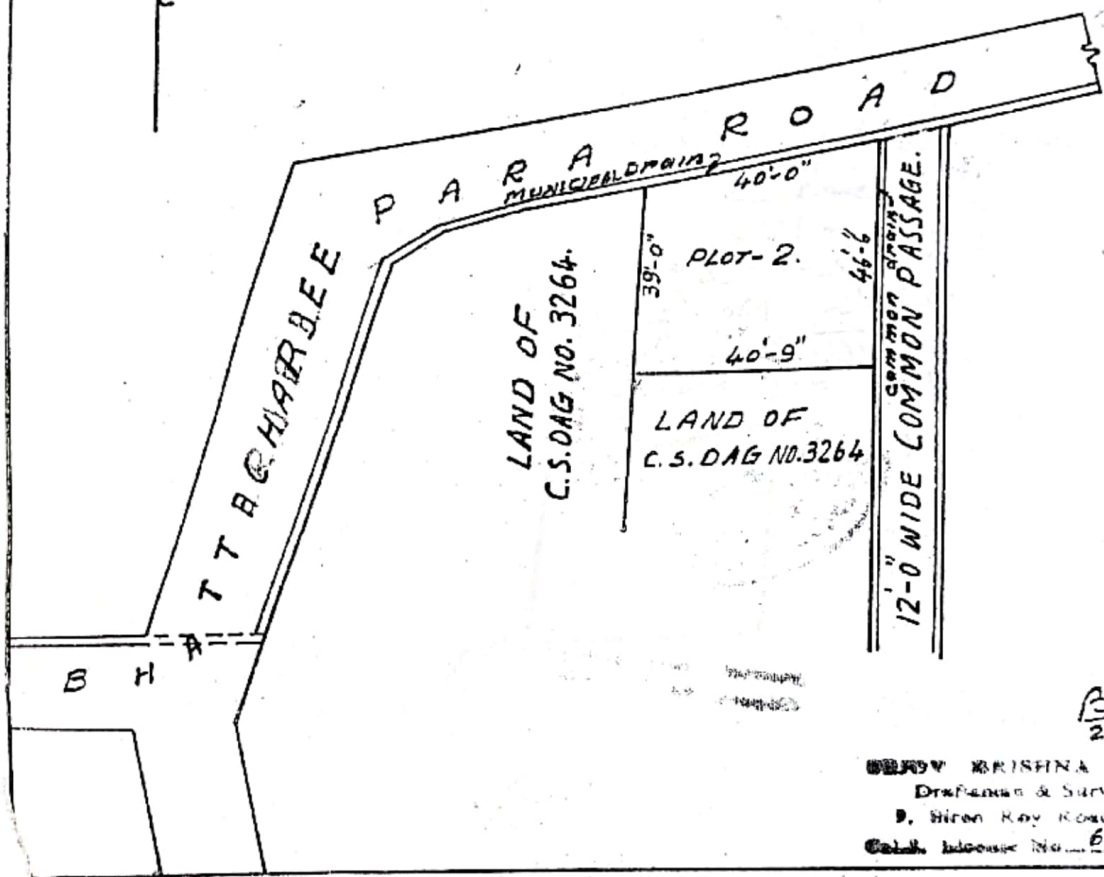 BHATTACHARJEE PARA ROAD
MUNICIPAL Drain
40'-0"
39'-0"
PLOT-2.
46'-6"
40'-9"
LAND OF
C.S. DAG NO. 3264.
LAND OF
C.S. DAG NO. 3264
common drain
12'-0" WIDE COMMON PASSAGE.
KRISHNA
Draftsman & Surv
9, Biren Roy Road
No. 6